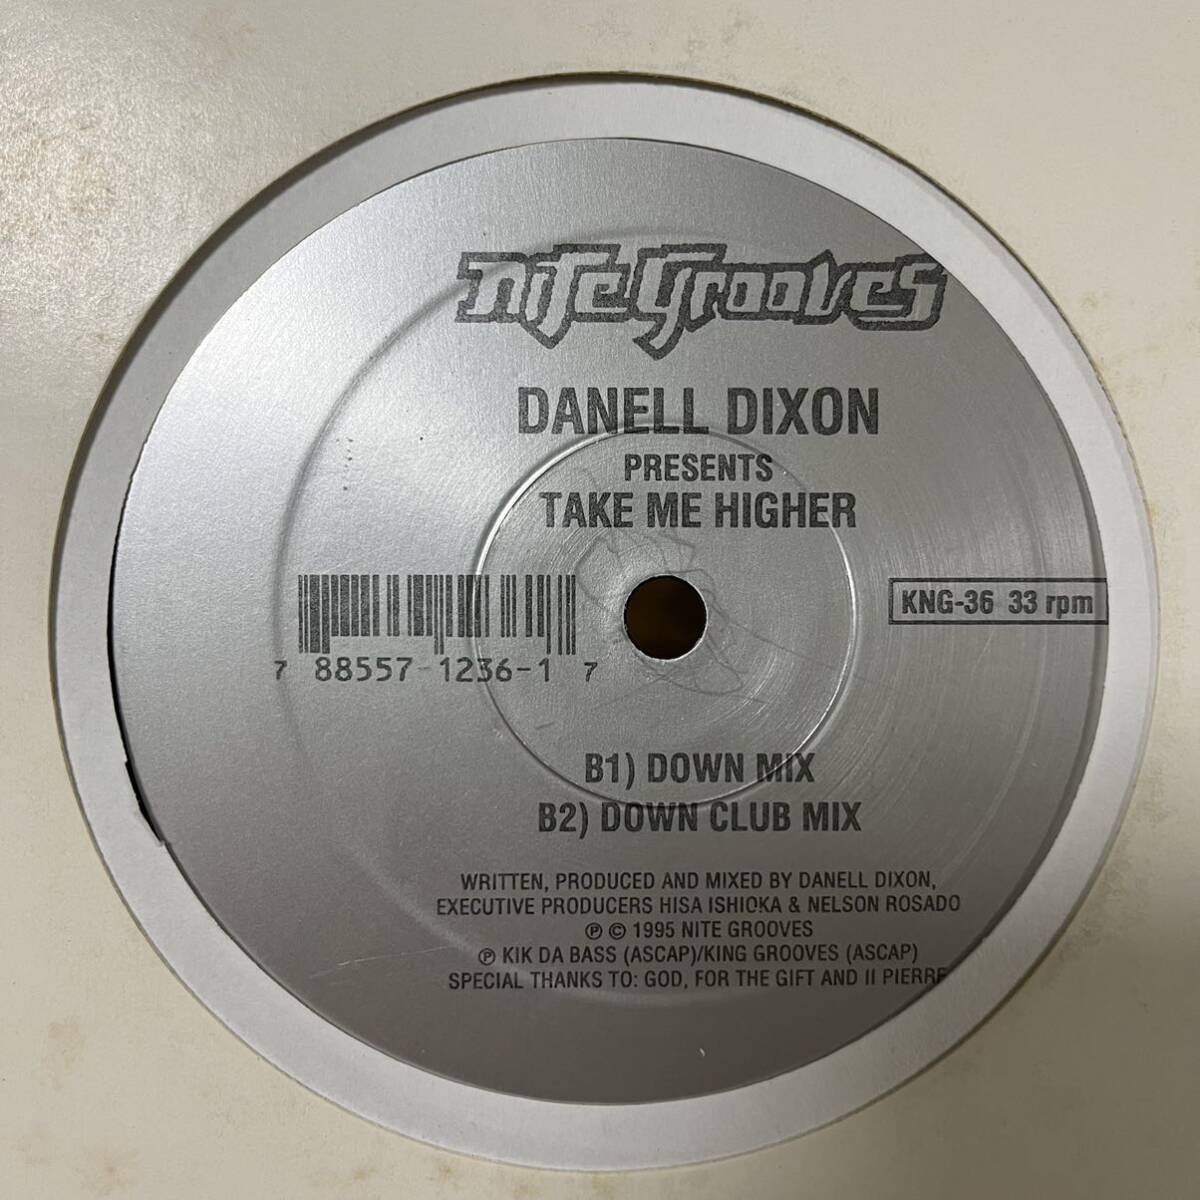 Nite Grooves
DANELL DIXON
PRESENTS
TAKE ME HIGHER
KNG-36 33 rpm
7 88557-1236-1 7
B1) DOWN MIX
B2) DOWN CLUB MIX
WRITTEN, PRODUCED AND MIXED BY DANELL DIXON,
EXECUTIVE PRODUCERS HISA ISHIOKA & NELSON ROSADO
℗ © 1995 NITE GROOVES
℗ KIK DA BASS (ASCAP)/KING GROOVES (ASCAP)
SPECIAL THANKS TO: GOD, FOR THE GIFT AND II PIERRE